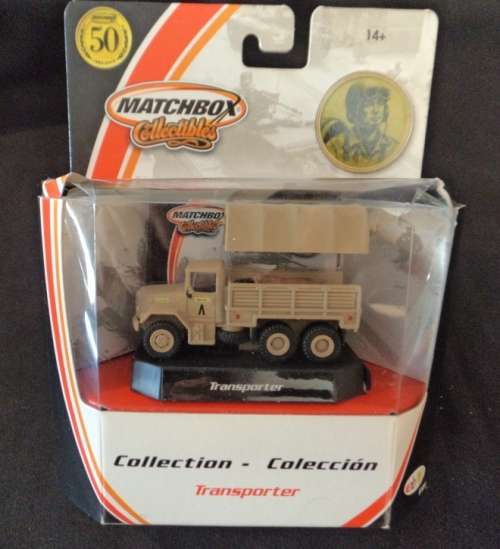 50
14+
MATCHBOX
Collectibles
MATCHBOX
Collectibles
Λ
Transporter
Collection - Colección
Transporter